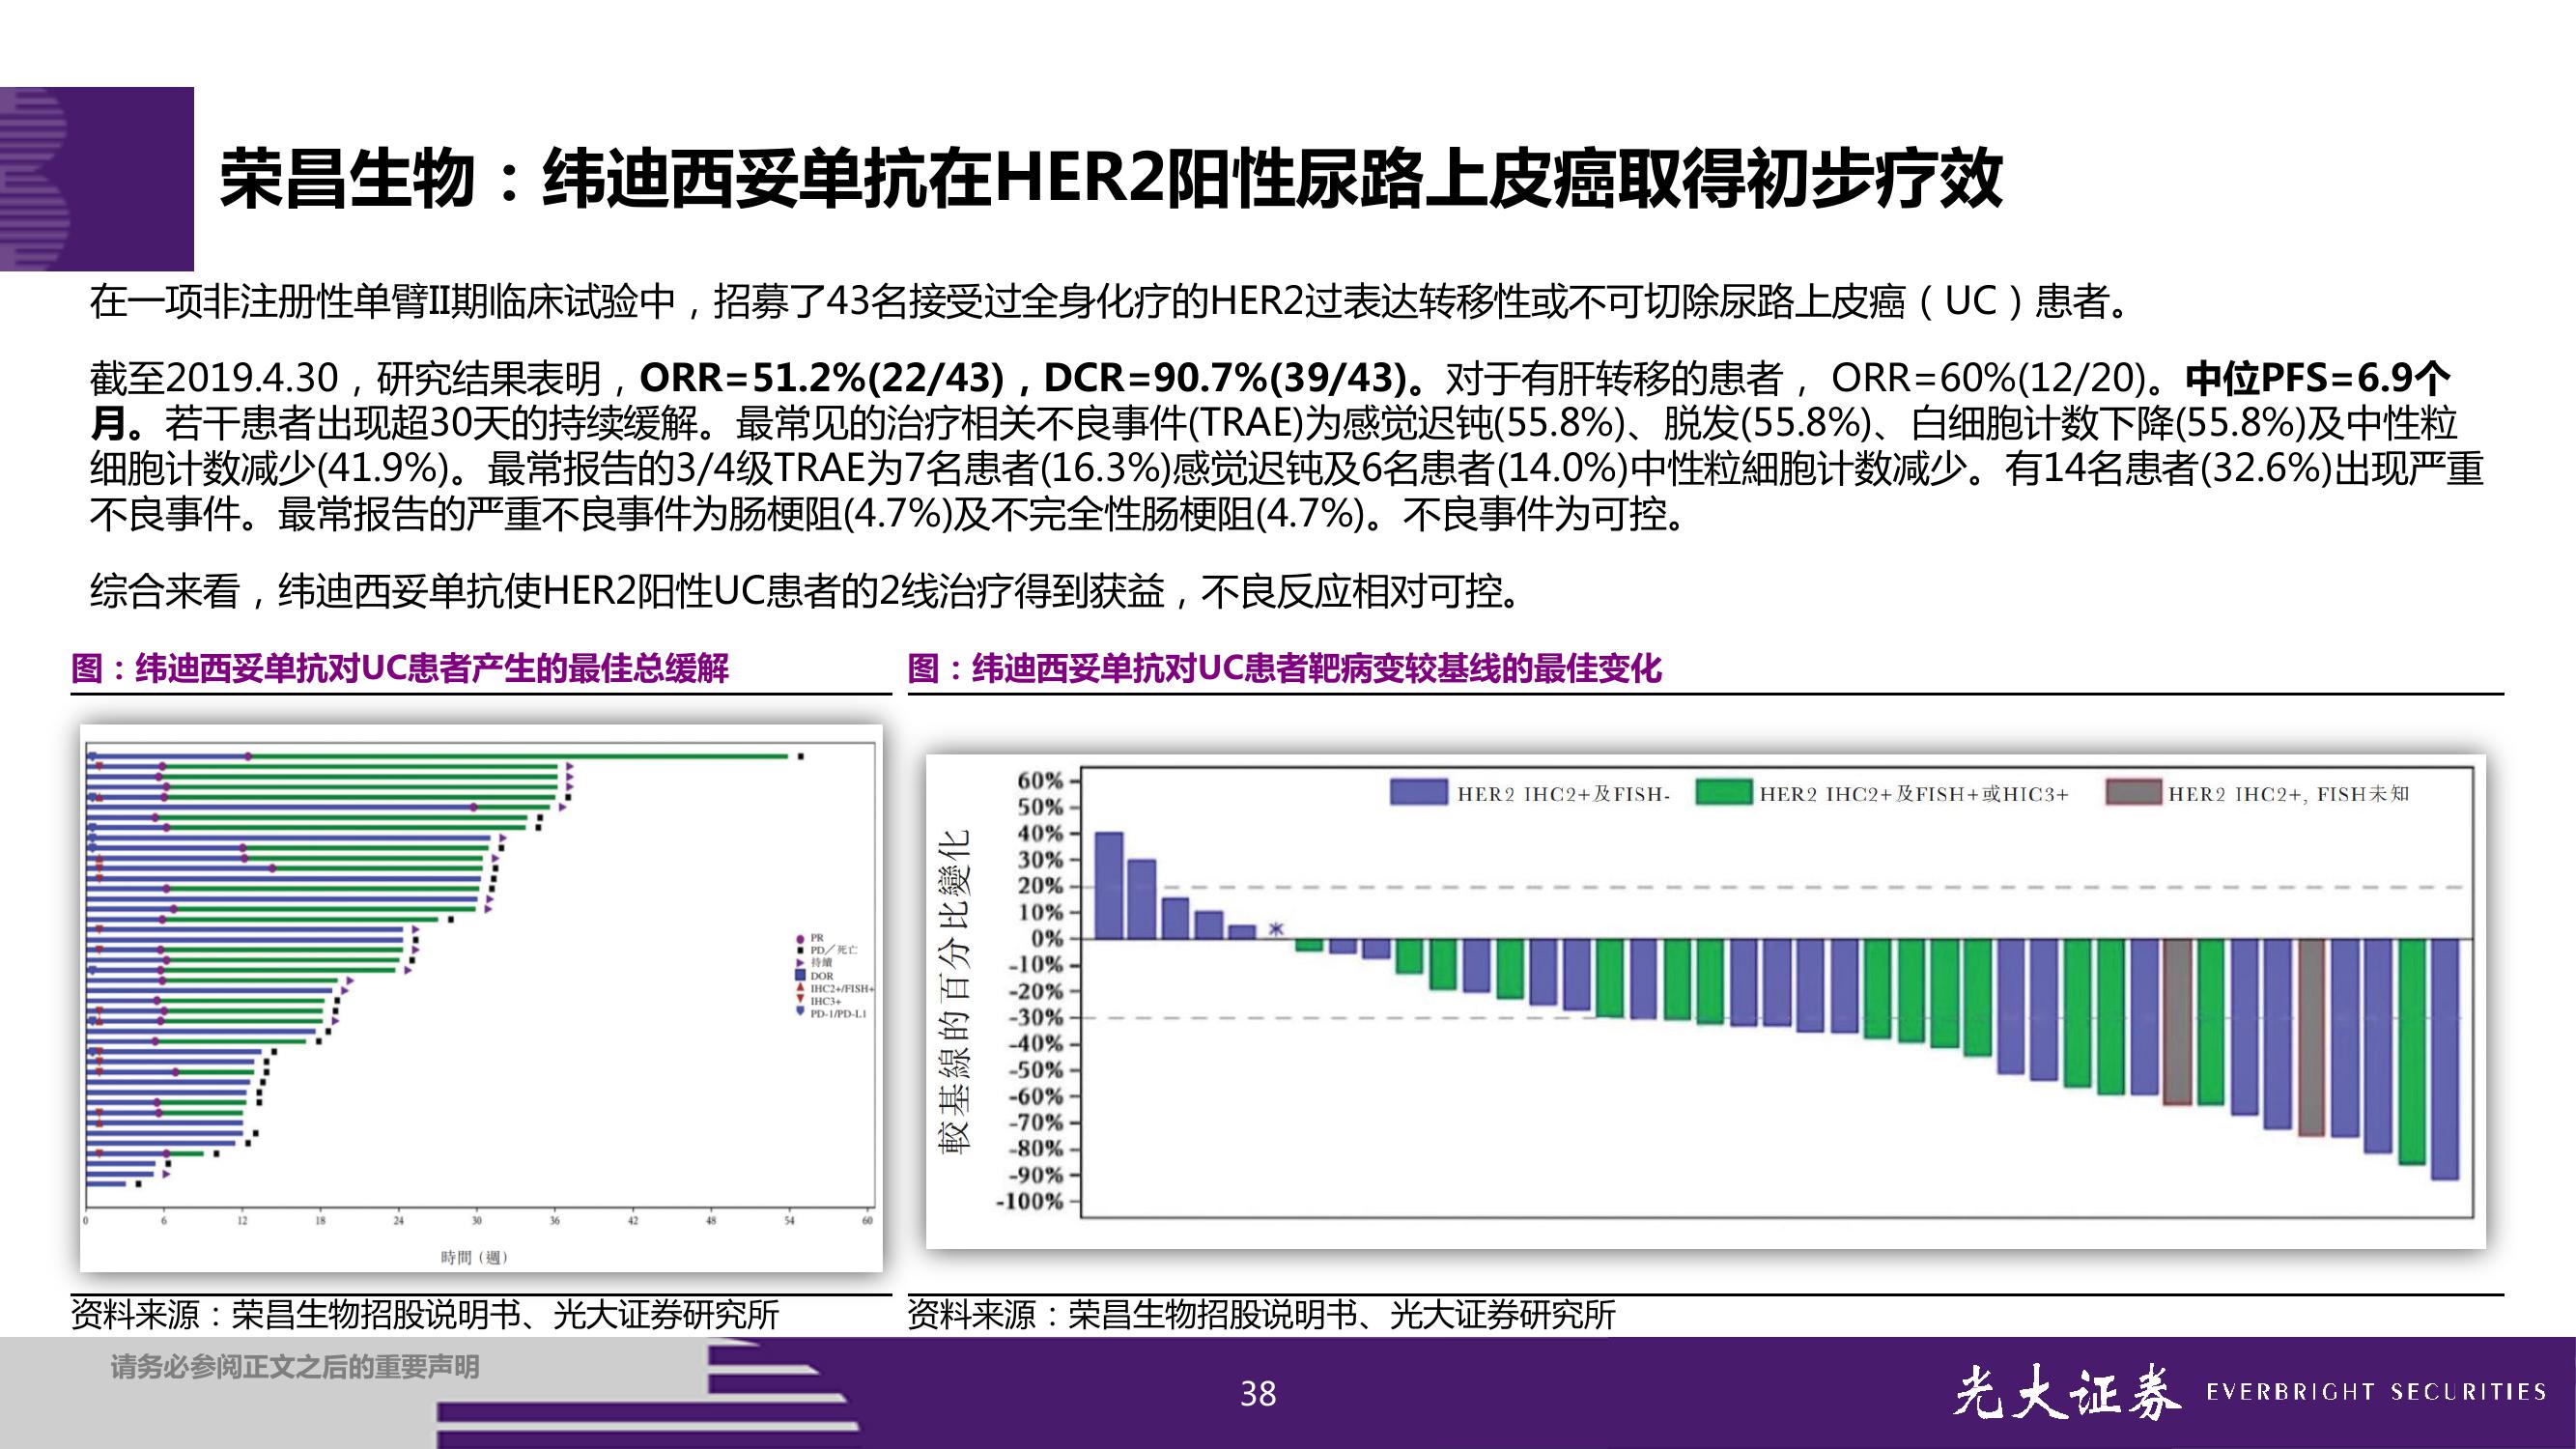 荣昌生物：纬迪西妥单抗在HER2阳性尿路上皮癌取得初步疗效
在一项非注册性单臂II期临床试验中，招募了43名接受过全身化疗的HER2过表达转移性或不可切除尿路上皮癌（UC）患者。
截至2019.4.30，研究结果表明，ORR=51.2%(22/43)，DCR=90.7%(39/43)。对于有肝转移的患者， ORR=60%(12/20)。中位PFS=6.9个
月。若干患者出现超30天的持续缓解。最常见的治疗相关不良事件(TRAE)为感觉迟钝(55.8%)、脱发(55.8%)、白细胞计数下降(55.8%)及中性粒
细胞计数减少(41.9%)。最常报告的3/4级TRAE为7名患者(16.3%)感觉迟钝及6名患者(14.0%)中性粒細胞计数减少。有14名患者(32.6%)出现严重
不良事件。最常报告的严重不良事件为肠梗阻(4.7%)及不完全性肠梗阻(4.7%)。不良事件为可控。
综合来看，纬迪西妥单抗使HER2阳性UC患者的2线治疗得到获益，不良反应相对可控。
图：纬迪西妥单抗对UC患者产生的最佳总缓解
PR
PD／死亡
持續
DOR
IHC2+/FISH+
IHC3+
PD-1/PD-L1
0 6 12 18 24 30 36 42 48 54 60
時間（週）
资料来源：荣昌生物招股说明书、光大证券研究所
图：纬迪西妥单抗对UC患者靶病变较基线的最佳变化
HER2 IHC2+及FISH- HER2 IHC2+及FISH+或HIC3+ HER2 IHC2+, FISH未知
較基線的百分比變化
60%
50%
40%
30%
20%
10%
0%
-10%
-20%
-30%
-40%
-50%
-60%
-70%
-80%
-90%
-100%
*
资料来源：荣昌生物招股说明书、光大证券研究所
请务必参阅正文之后的重要声明
38
光大证券 EVERBRIGHT SECURITIES